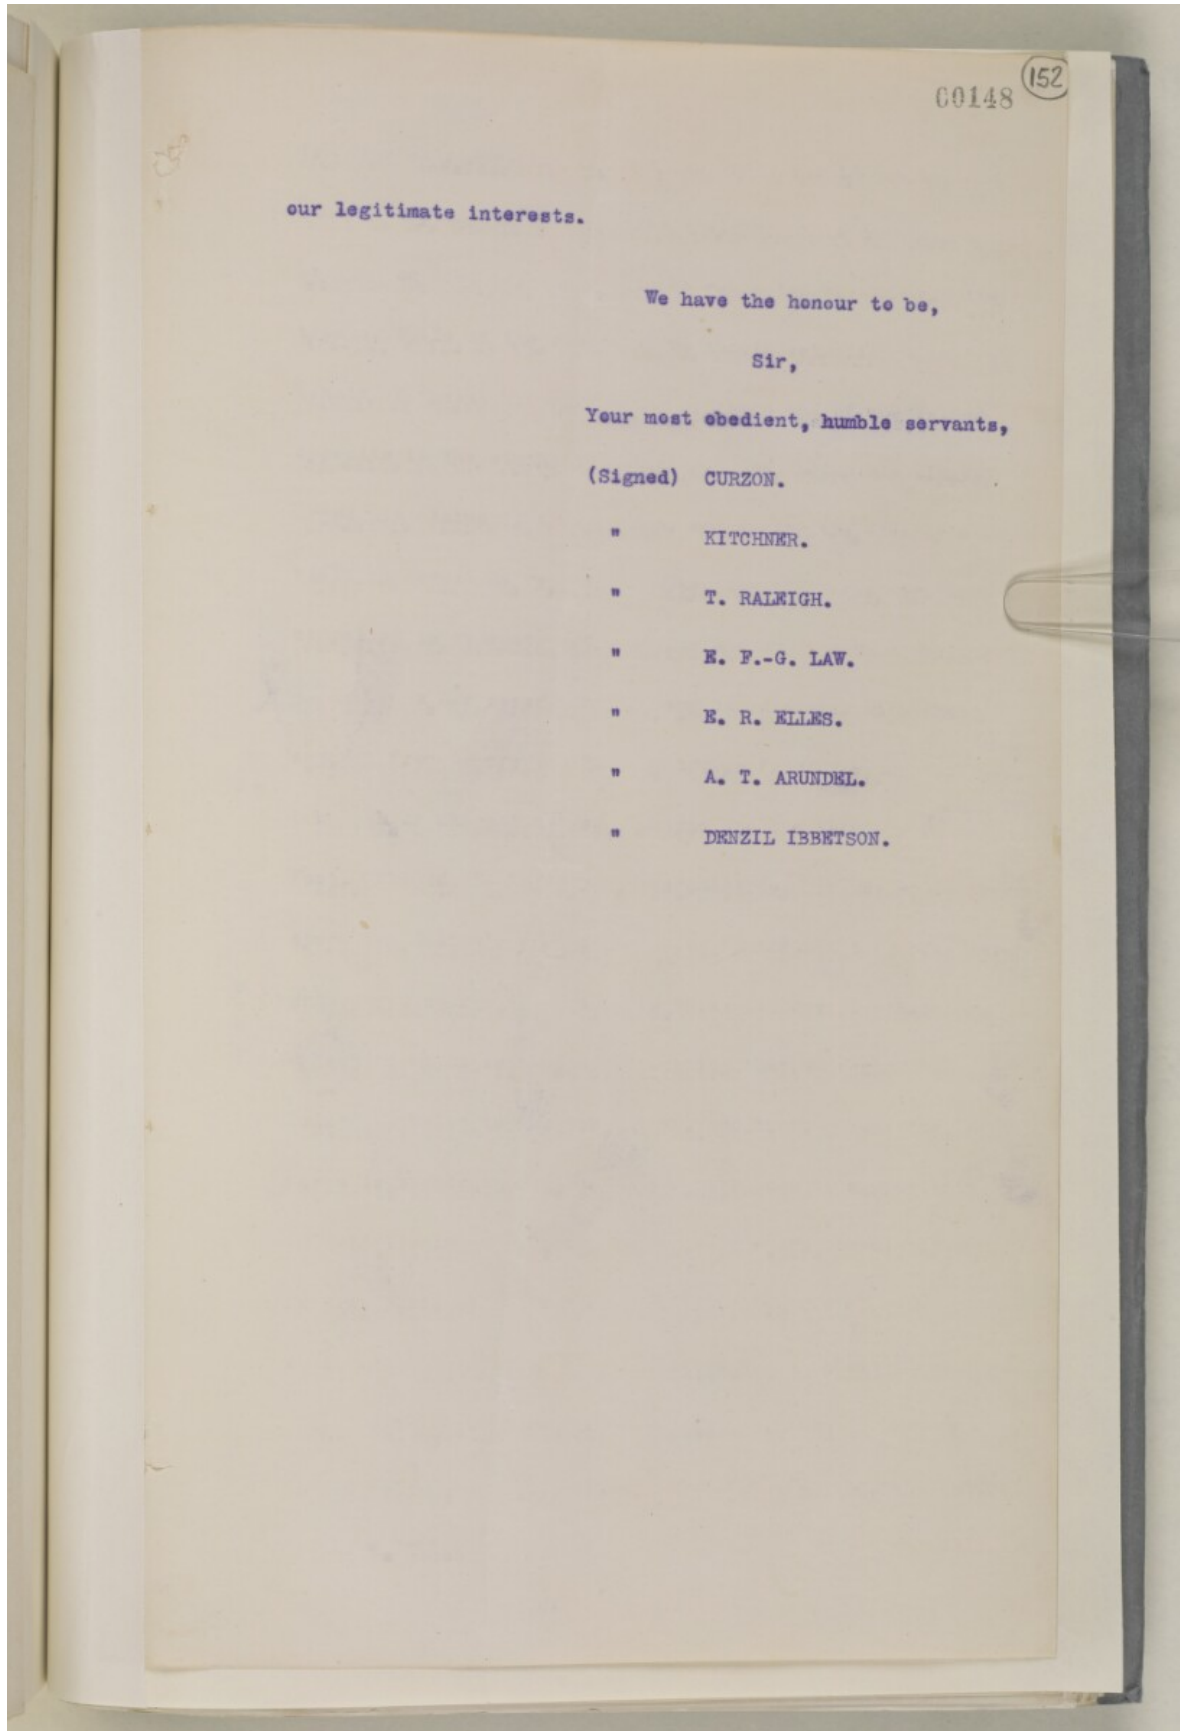 152
00148
our legitimate interests.
We have the honour to be,
Sir,
Your most obedient, humble servants,
(Signed) CURZON.
" KITCHNER.
" T. RALEIGH.
" E. F.-G. LAW.
" E. R. ELLES.
" A. T. ARUNDEL.
" DENZIL IBBETSON.